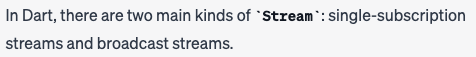 In Dart, there are two main kinds of `Stream`: single-subscription
streams and broadcast streams.